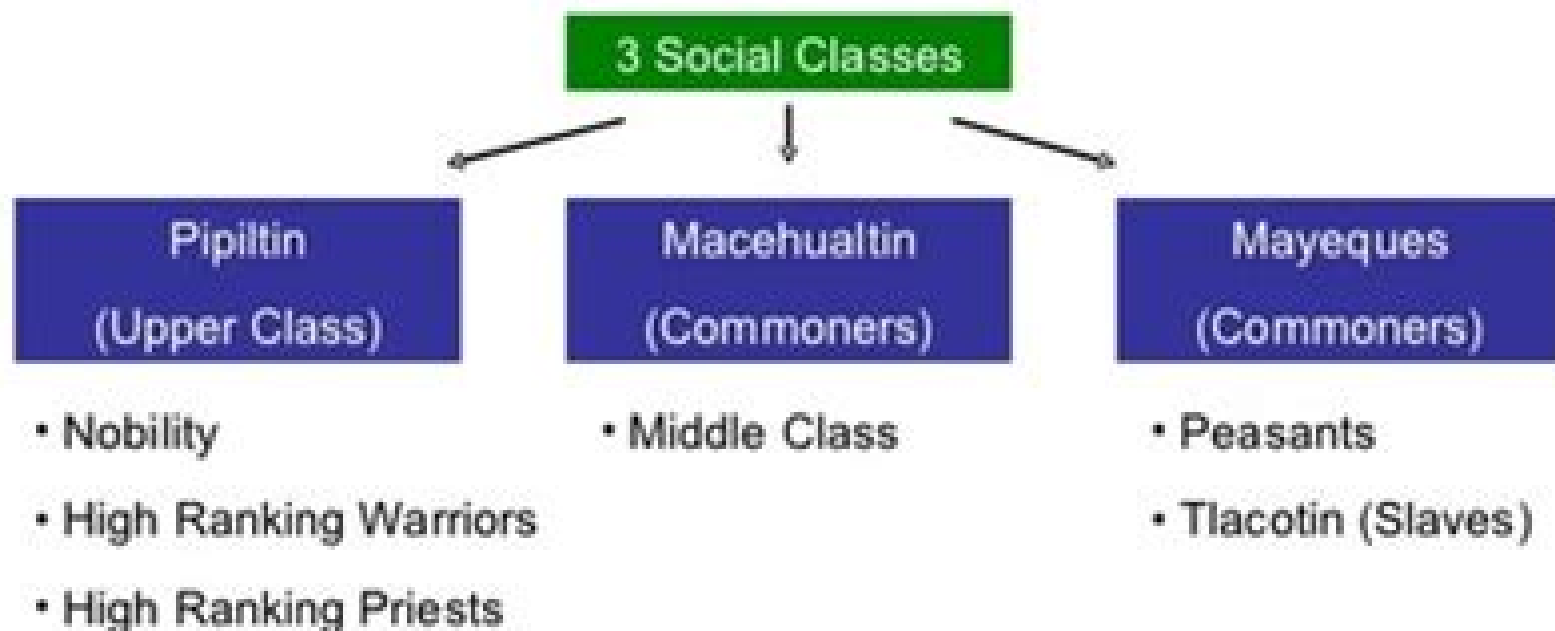 3 Social Classes
Pipiltin
(Upper Class)
• Nobility
• High Ranking Warriors
• High Ranking Priests
Macehualtin
(Commoners)
• Middle Class
Mayeques
(Commoners)
• Peasants
• Tlacotin (Slaves)